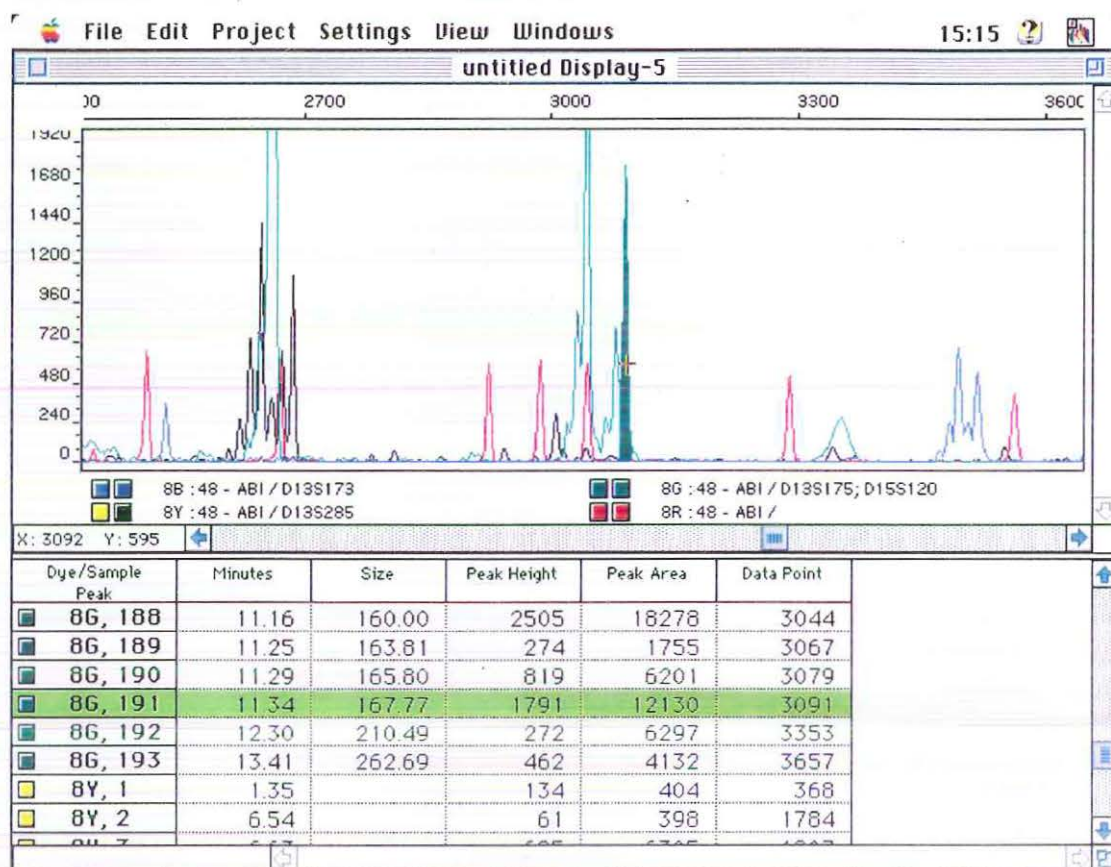 File Edit Project Settings View Windows 15:15
untitled Display-5
00 2700 3000 3300 3600
1920
1680
1440
1200
960
720
480
240
0
8B : 48 - ABI / D13S173 8G : 48 - ABI / D13S175; D15S120
8Y : 48 - ABI / D13S285 8R : 48 - ABI /
X: 3092 Y: 595
Dye/Sample Peak Minutes Size Peak Height Peak Area Data Point
8G, 188 11.16 160.00 2505 18278 3044
8G, 189 11.25 163.81 274 1755 3067
8G, 190 11.29 165.80 819 6201 3079
8G, 191 11.34 167.77 1791 12130 3091
8G, 192 12.30 210.49 272 6297 3353
8G, 193 13.41 262.69 462 4132 3657
8Y, 1 1.35 134 404 368
8Y, 2 6.54 61 398 1784